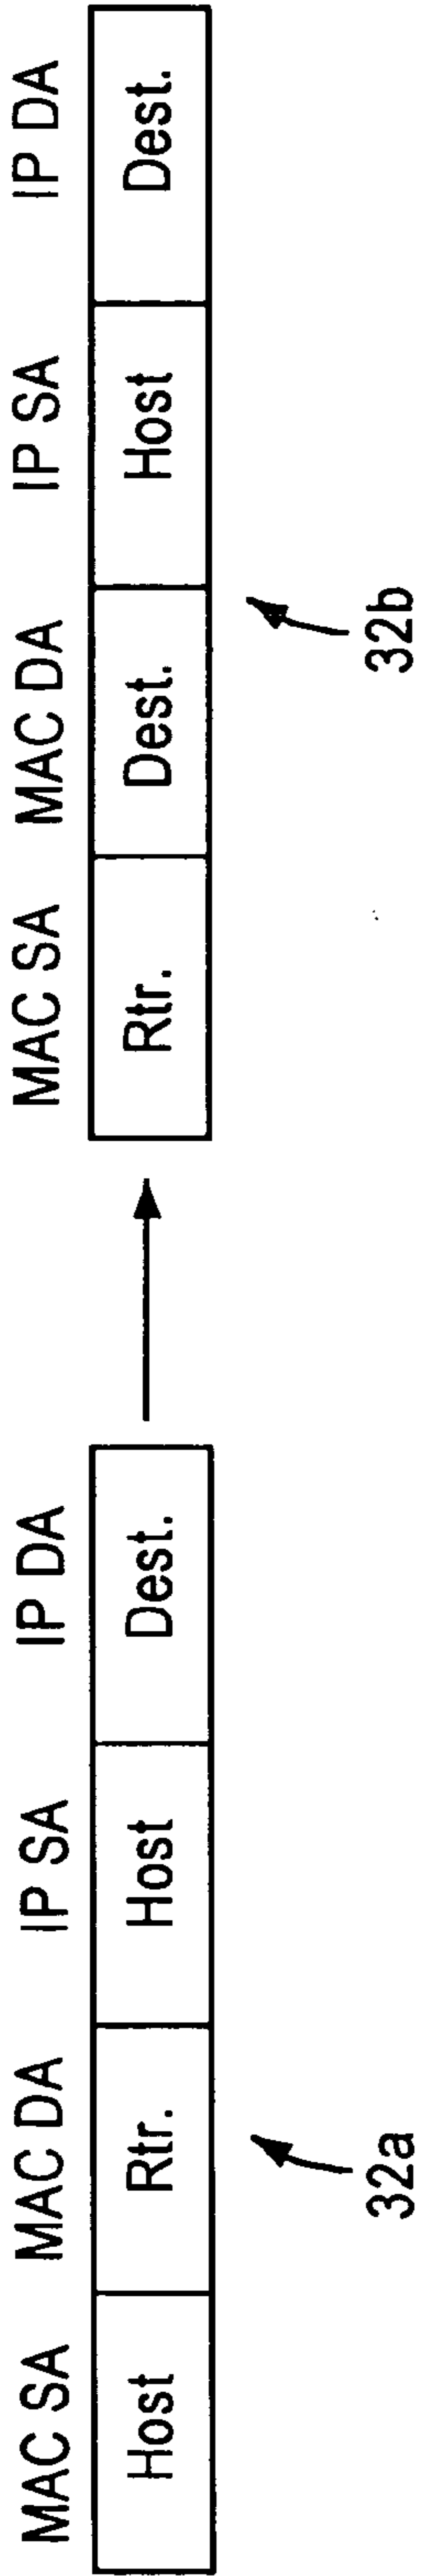 MAC SA MAC DA IP SA IP DA
Host Rtr. Host Dest.
32a
MAC SA MAC DA IP SA IP DA
Rtr. Dest. Host Dest.
32b